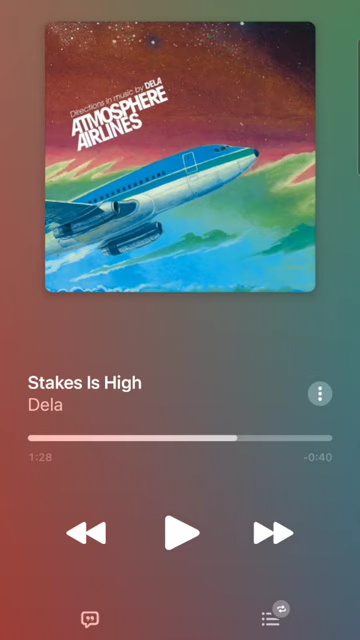 Directions in music by DELA
ATMOSPHERE
AIRLINES
Stakes Is High
Dela
1:28
-0:40